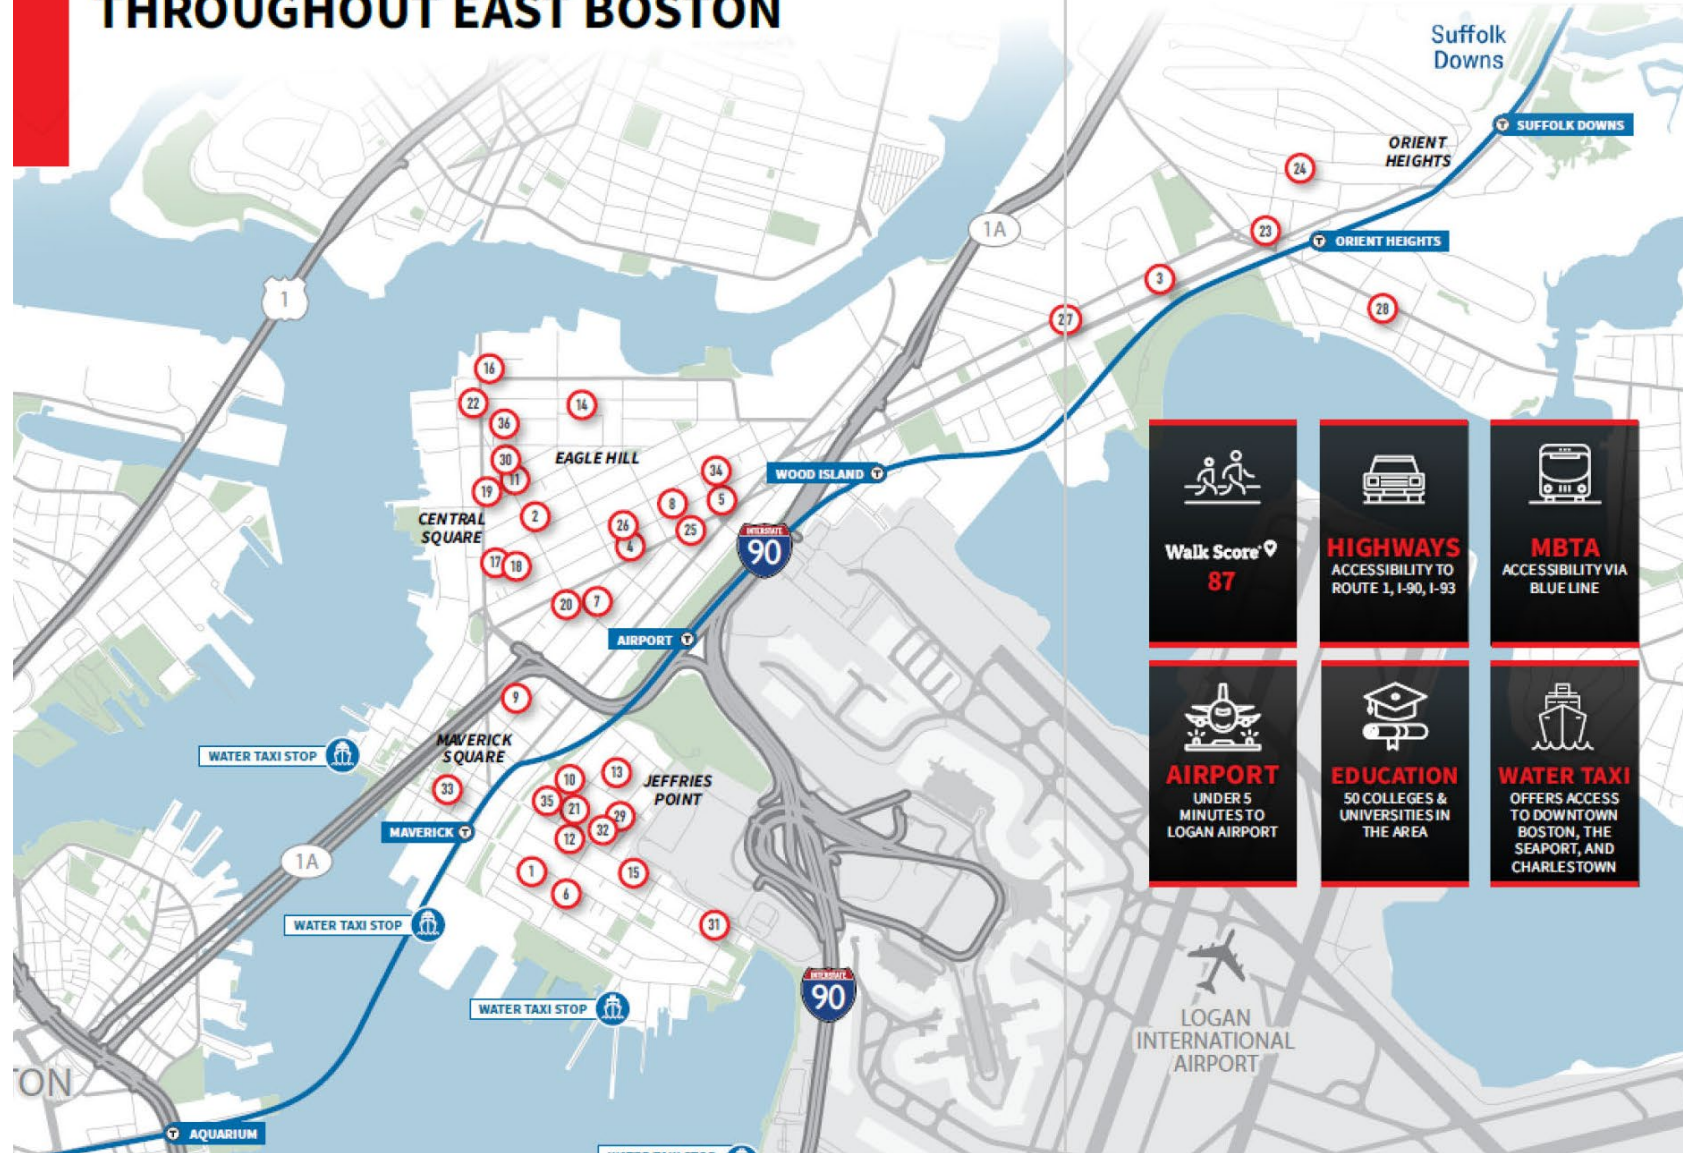 THROUGHOUT EAST BOSTON
Suffolk
Downs
SUFFOLK DOWNS
ORIENT
HEIGHTS
24
23
ORIENT HEIGHTS
1A
3
28
27
1
16
22
14
36
30
11
EAGLE HILL
34
WOOD ISLAND
19
8
5
2
CENTRAL
SQUARE
26
25
4
INTERSTATE
90
17
18
20
7
AIRPORT
9
MAVERICK
SQUARE
WATER TAXI STOP
33
10
13
JEFFRIES
POINT
35
21
29
32
12
MAVERICK
1A
1
15
6
WATER TAXI STOP
31
INTERSTATE
90
WATER TAXI STOP
TON
AQUARIUM
WATER TAXI STOP
LOGAN
INTERNATIONAL
AIRPORT
Walk Score
87
HIGHWAYS
ACCESSIBILITY TO
ROUTE 1, I-90, I-93
MBTA
ACCESSIBILITY VIA
BLUE LINE
AIRPORT
UNDER 5
MINUTES TO
LOGAN AIRPORT
EDUCATION
50 COLLEGES &
UNIVERSITIES IN
THE AREA
WATER TAXI
OFFERS ACCESS
TO DOWNTOWN
BOSTON, THE
SEAPORT, AND
CHARLESTOWN